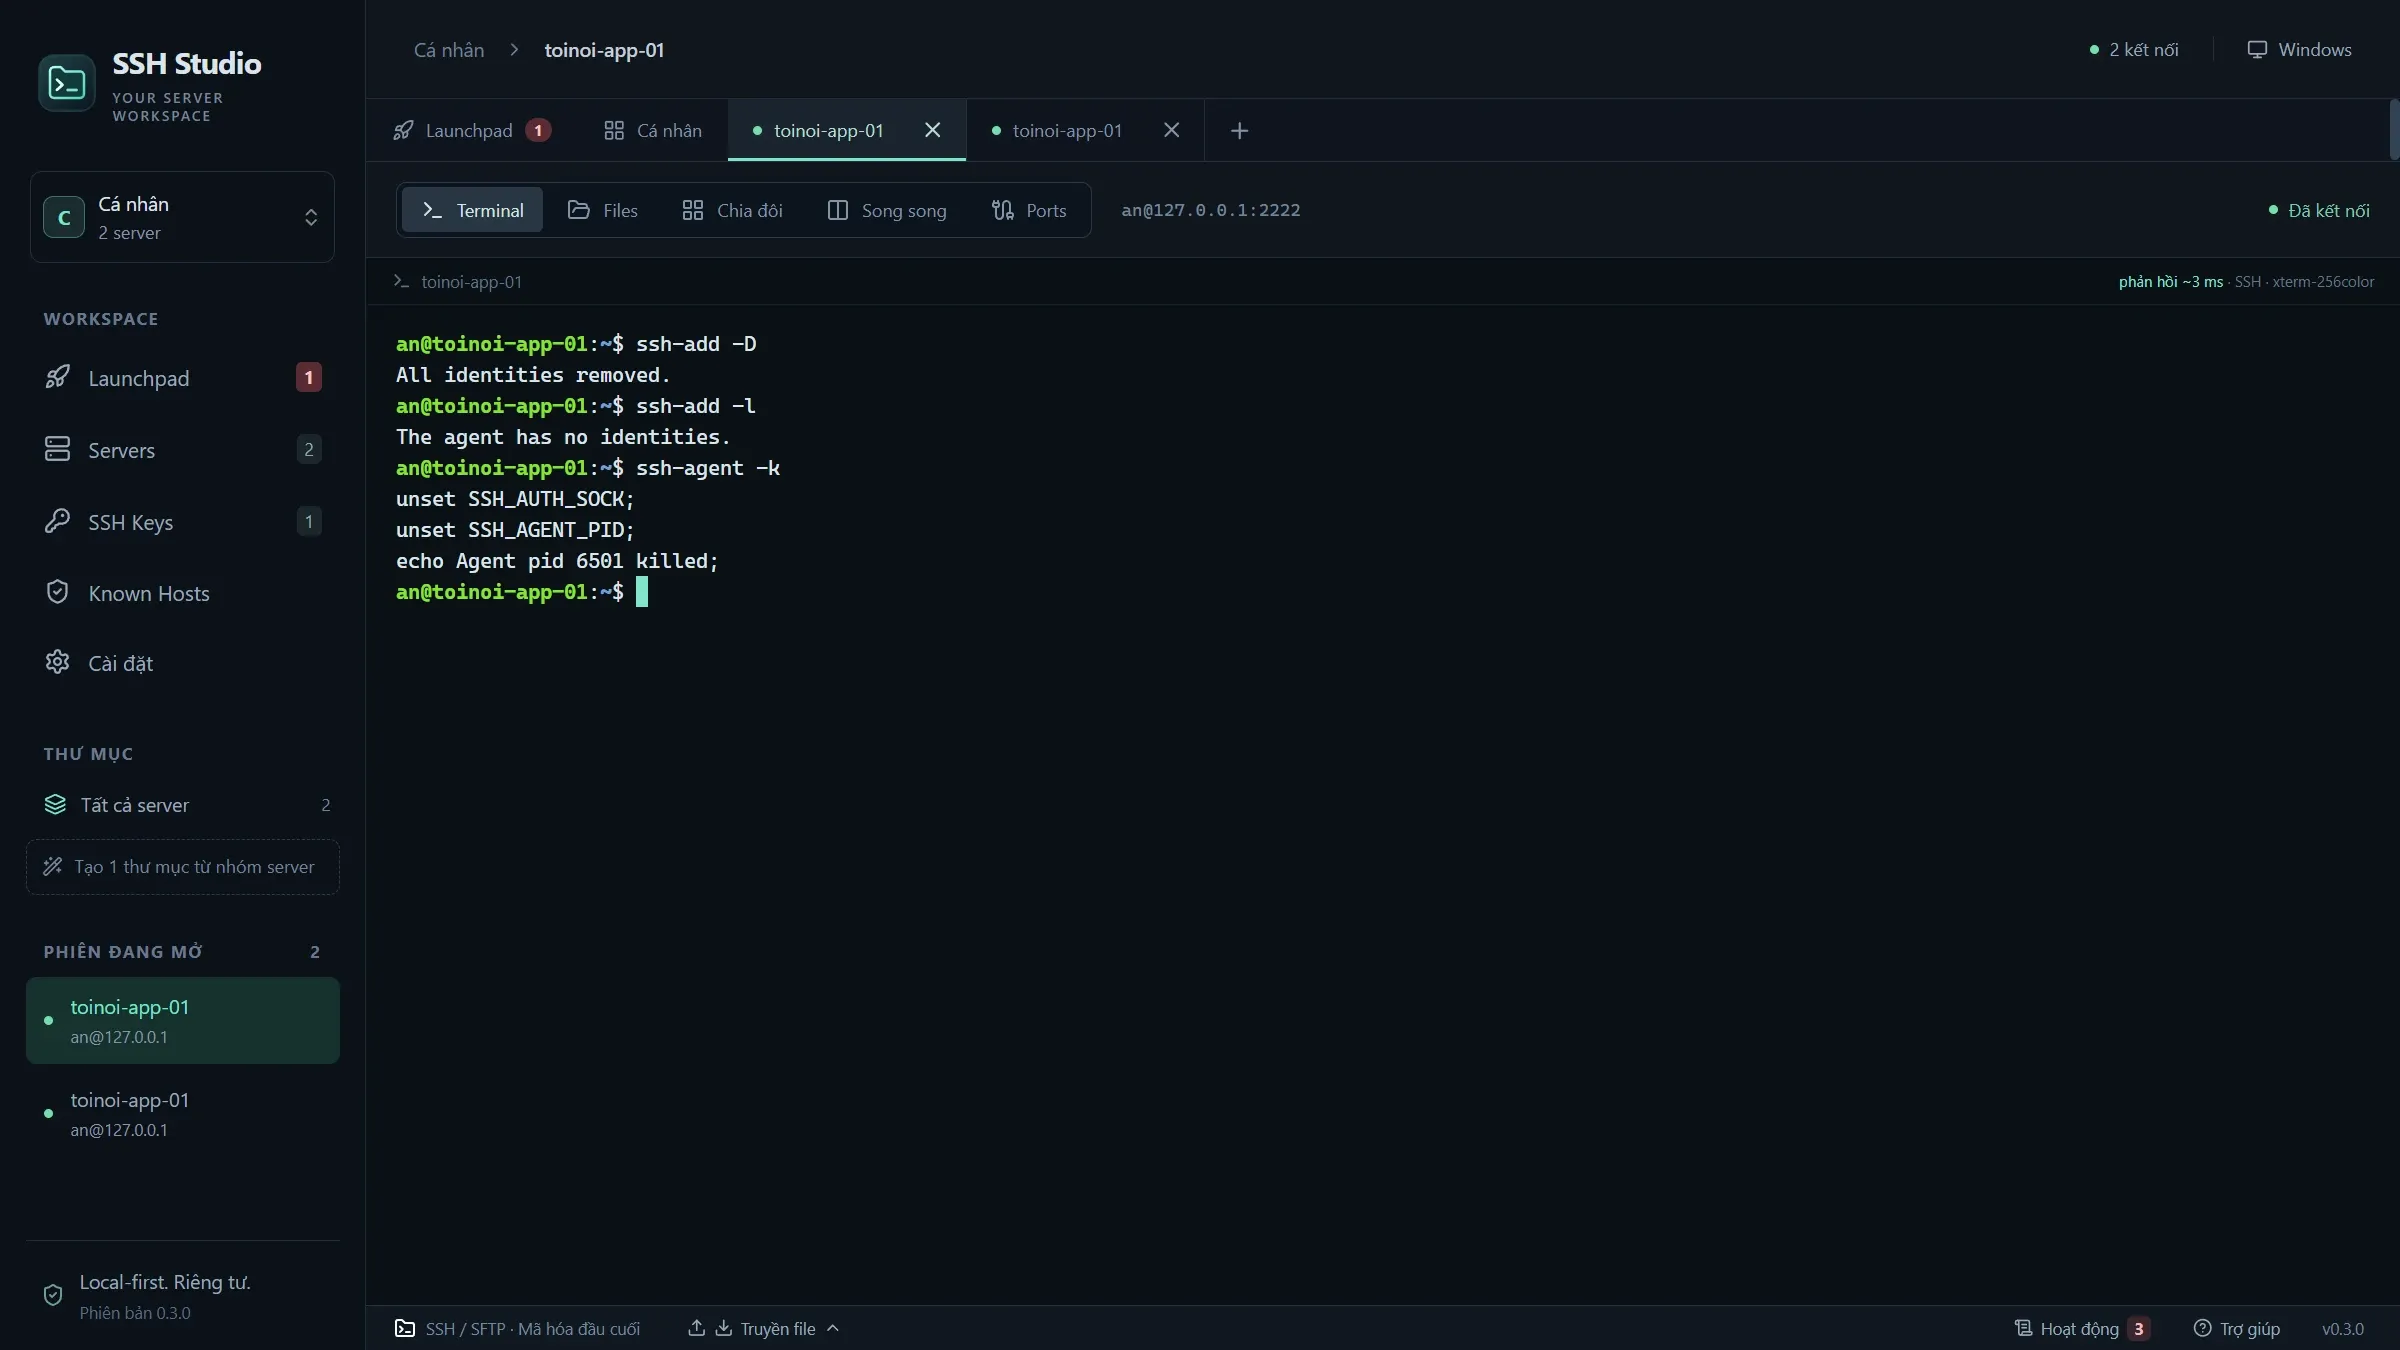 SSH Studio
YOUR SERVER
WORKSPACE
C
Cá nhân
2 server
WORKSPACE
Launchpad 1
Servers 2
SSH Keys 1
Known Hosts
Cài đặt
THƯ MỤC
Tất cả server 2
Tạo 1 thư mục từ nhóm server
PHIÊN ĐANG MỞ 2
toinoi-app-01
an@127.0.0.1
toinoi-app-01
an@127.0.0.1
Local-first. Riêng tư.
Phiên bản 0.3.0
Cá nhân > toinoi-app-01
2 kết nối
Windows
Launchpad 1
Cá nhân
toinoi-app-01
toinoi-app-01
Terminal
Files
Chia đôi
Song song
Ports
an@127.0.0.1:2222
Đã kết nối
toinoi-app-01
phản hồi ~3 ms · SSH · xterm-256color
an@toinoi-app-01:~$ ssh-add -D
All identities removed.
an@toinoi-app-01:~$ ssh-add -l
The agent has no identities.
an@toinoi-app-01:~$ ssh-agent -k
unset SSH_AUTH_SOCK;
unset SSH_AGENT_PID;
echo Agent pid 6501 killed;
an@toinoi-app-01:~$
SSH / SFTP · Mã hóa đầu cuối
Truyền file
Hoạt động 3
Trợ giúp
v0.3.0